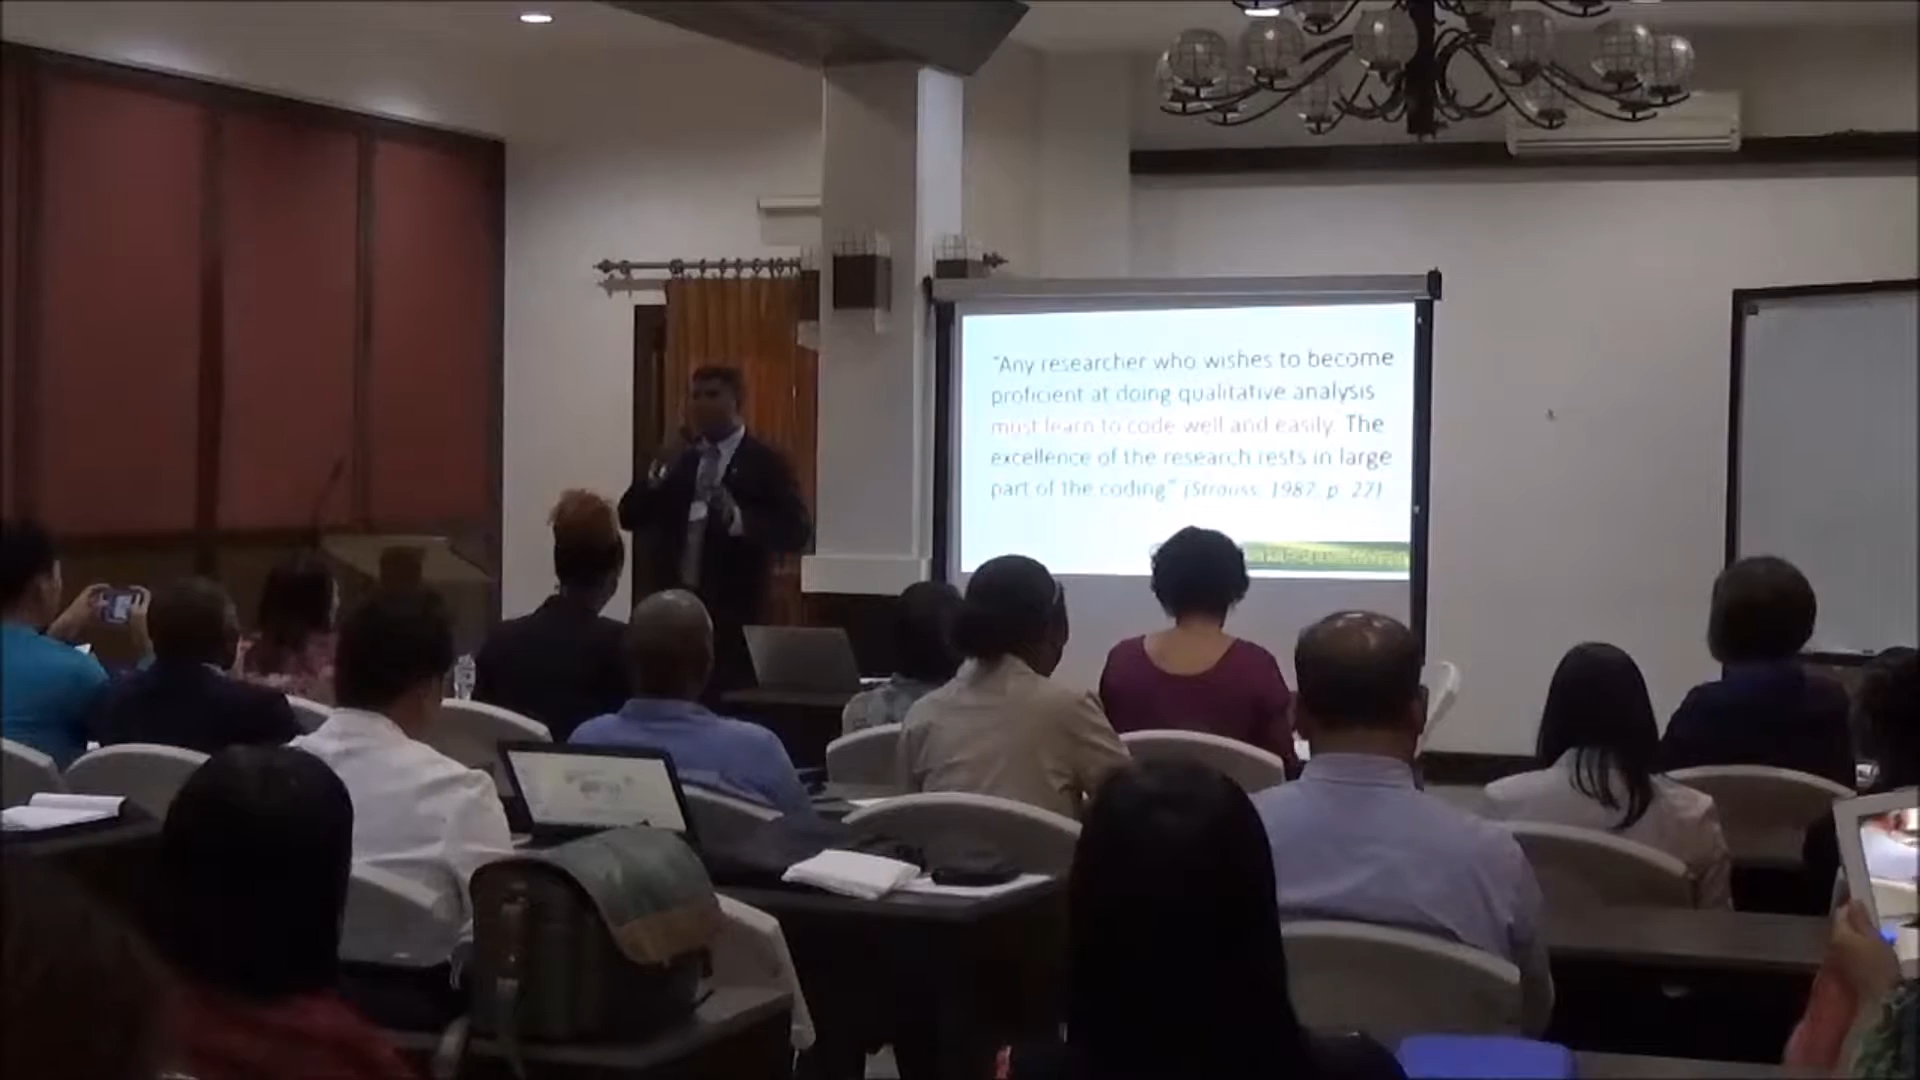 "Any researcher who wishes to become
proficient at doing qualitative analysis
must learn to code well and easily. The
excellence of the research rests in large
part of the coding" (Strauss, 1987, p. 27)